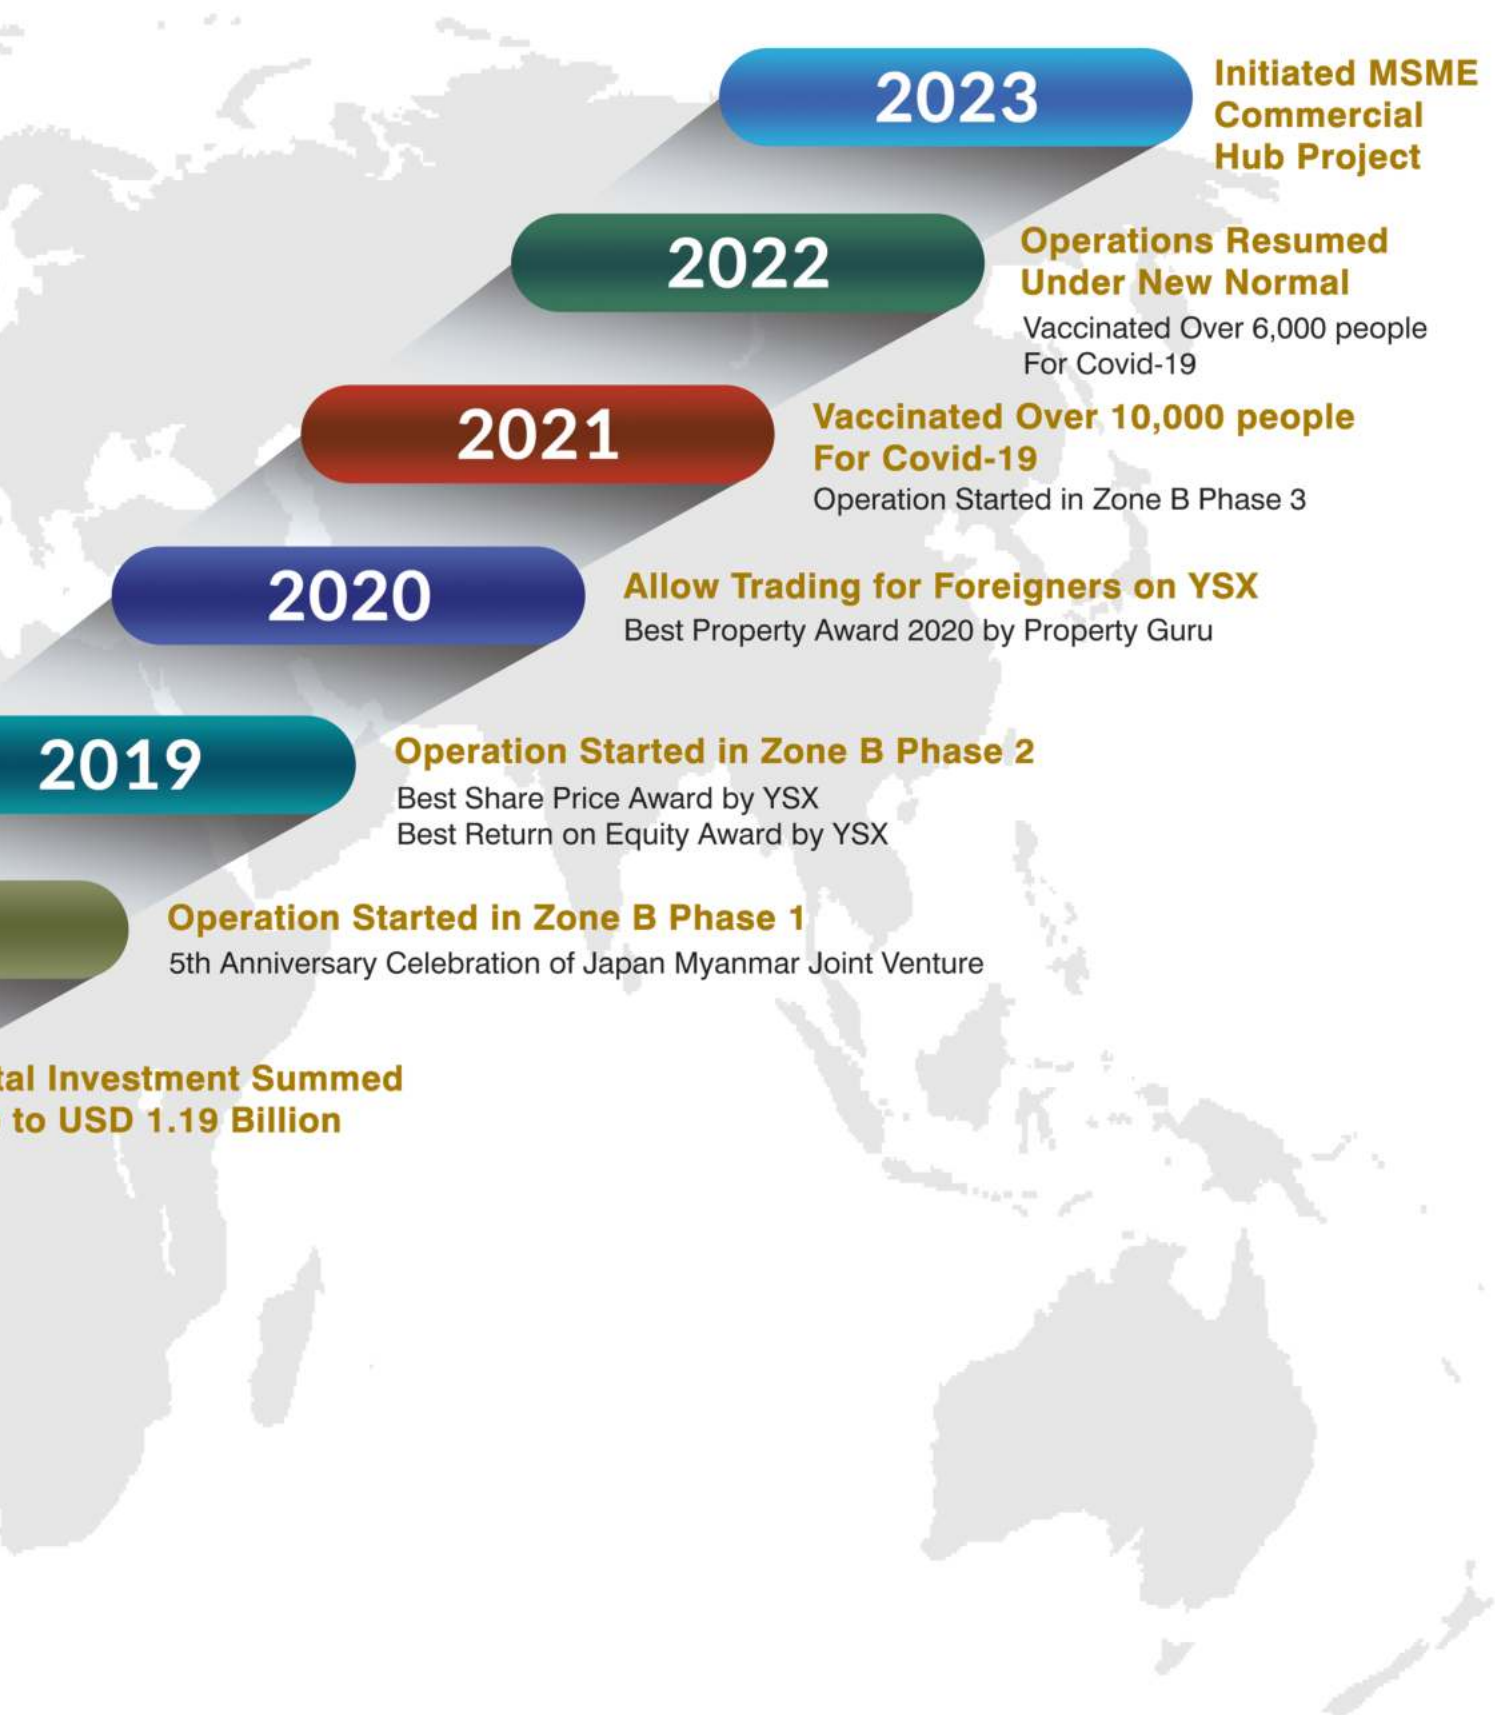 2023
Initiated MSME
Commercial
Hub Project
2022
Operations Resumed
Under New Normal
Vaccinated Over 6,000 people
For Covid-19
2021
Vaccinated Over 10,000 people
For Covid-19
Operation Started in Zone B Phase 3
2020
Allow Trading for Foreigners on YSX
Best Property Award 2020 by Property Guru
2019
Operation Started in Zone B Phase 2
Best Share Price Award by YSX
Best Return on Equity Award by YSX
Operation Started in Zone B Phase 1
5th Anniversary Celebration of Japan Myanmar Joint Venture
Investment Summed
to USD 1.19 Billion